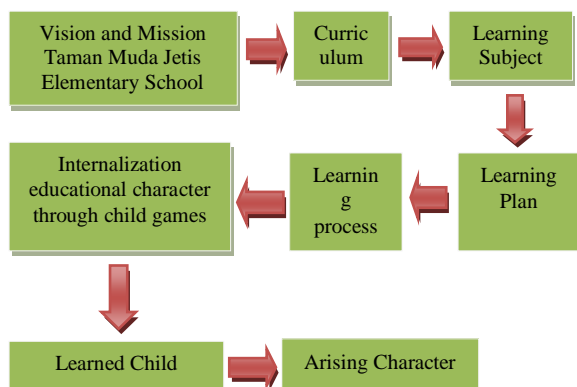 Vision and Mission
Taman Muda Jetis
Elementary School
Curric
ulum
Learning
Subject
Internalization
educational character
through child games
Learnin
g
process
Learning
Plan
Learned Child
Arising Character